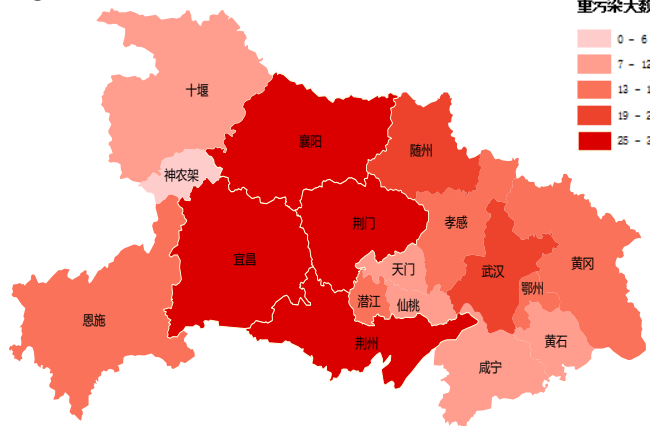 重污染天数
0 - 6
7 - 12
13 - 1
19 - 2
25 - 3
十堰
襄阳
随州
神农架
荆门
孝感
宜昌
天门
武汉
黄冈
恩施
潜江
仙桃
鄂州
荆州
黄石
咸宁